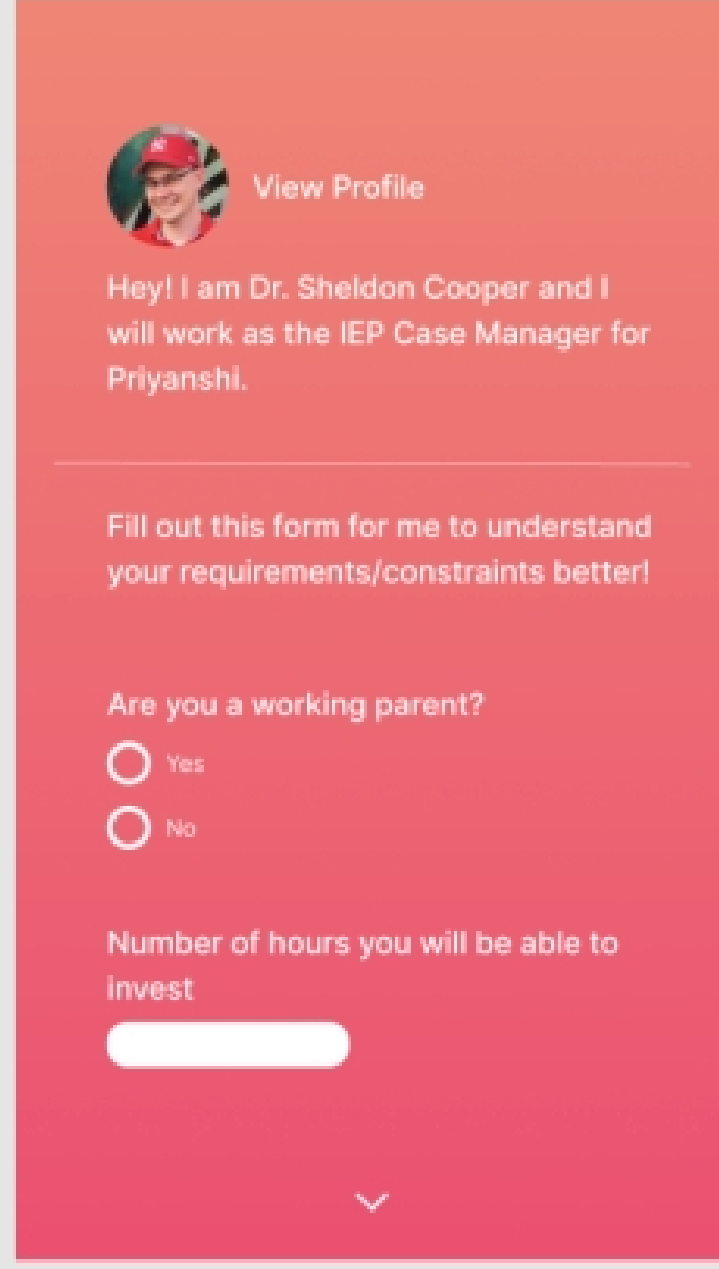 View Profile
Hey! I am Dr. Sheldon Cooper and I
will work as the IEP Case Manager for
Priyanshi.
Fill out this form for me to understand
your requirements/constraints better!
Are you a working parent?
Yes
No
Number of hours you will be able to
invest